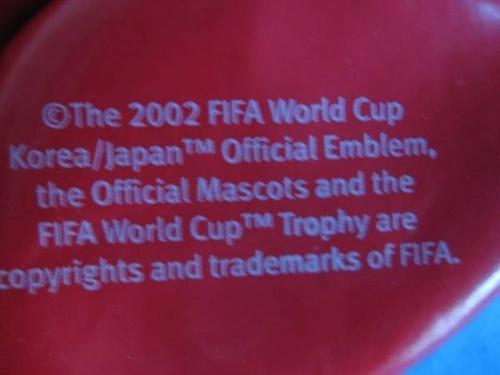 ©The 2002 FIFA World Cup
Korea/Japan™ Official Emblem,
the Official Mascots and the
FIFA World Cup™ Trophy are
copyrights and trademarks of FIFA.